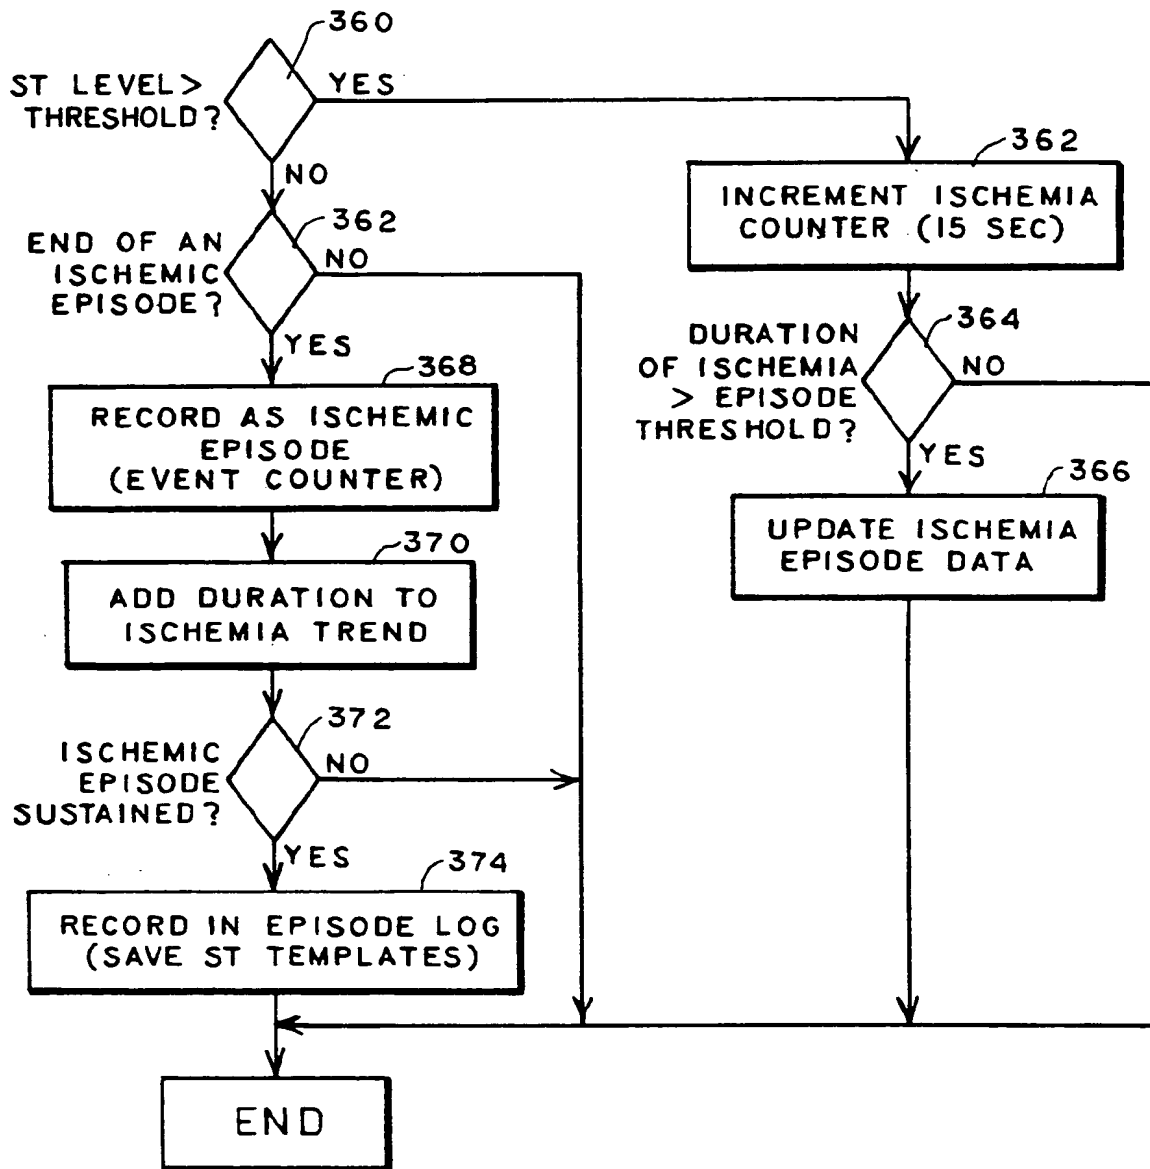 360
ST LEVEL >
THRESHOLD?
YES
NO
362
END OF AN
ISCHEMIC
EPISODE?
NO
YES
368
RECORD AS ISCHEMIC
EPISODE
(EVENT COUNTER)
370
ADD DURATION TO
ISCHEMIA TREND
372
ISCHEMIC
EPISODE
SUSTAINED?
NO
YES
374
RECORD IN EPISODE LOG
(SAVE ST TEMPLATES)
362
INCREMENT ISCHEMIA
COUNTER (15 SEC)
364
DURATION
OF ISCHEMIA
> EPISODE
THRESHOLD?
NO
YES
366
UPDATE ISCHEMIA
EPISODE DATA
END